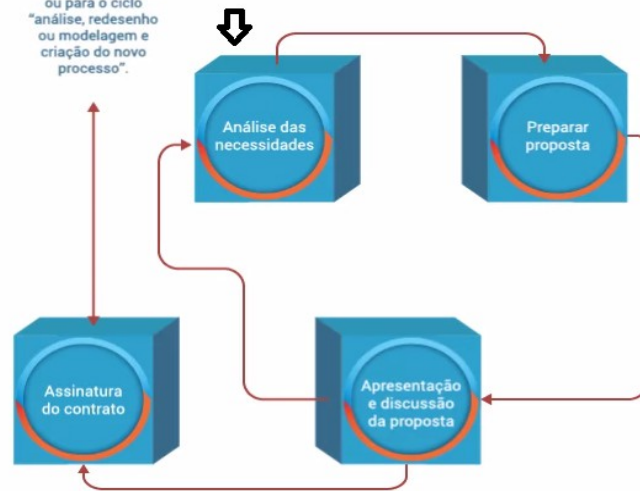 ou para o ciclo
“análise, redesenho
ou modelagem e
criação do novo
processo”.
Análise das
necessidades
Preparar
proposta
Assinatura
do contrato
Apresentação
e discussão
da proposta